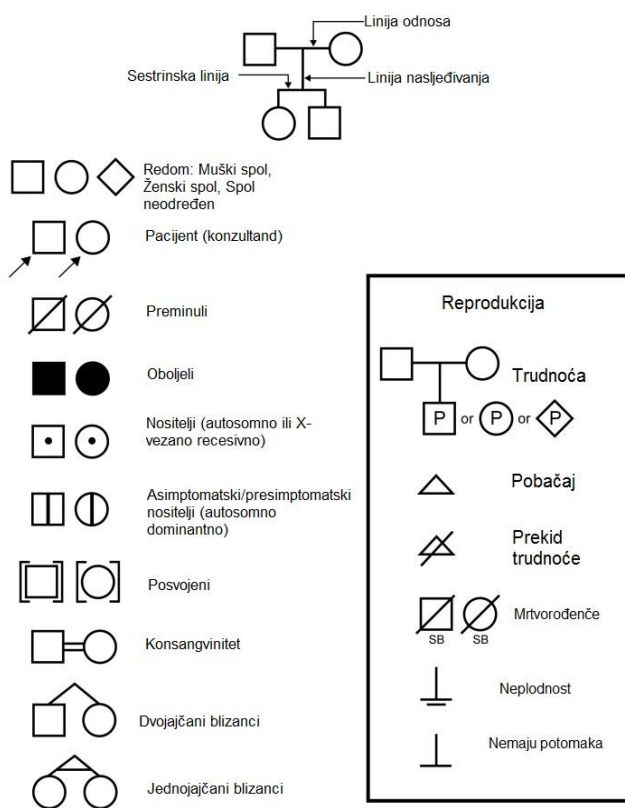 Linija odnosa
Sestrinska linija
Linija nasljeđivanja
Redom: Muški spol,
Ženski spol, Spol
neodređen
Pacijent (konzultand)
Preminuli
Oboljeli
Nositelji (autosomno ili X-
vezano recesivno)
Asimptomatski/presimptomatski
nositelji (autosomno
dominantno)
Posvojeni
Konsangvinitet
Dvojajčani blizanci
Jednojajčani blizanci
Reprodukcija
Trudnoća
P or P or P
Pobačaj
Prekid
trudnoće
Mrtvorođenče
SB SB
Neplodnost
Nemaju potomaka